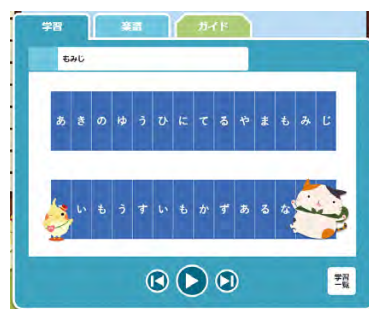 学習 楽譜 ガイド
もみじ
あきのゆうひにてるやまもみじ
いもうすいもかずあるな
学習一覧